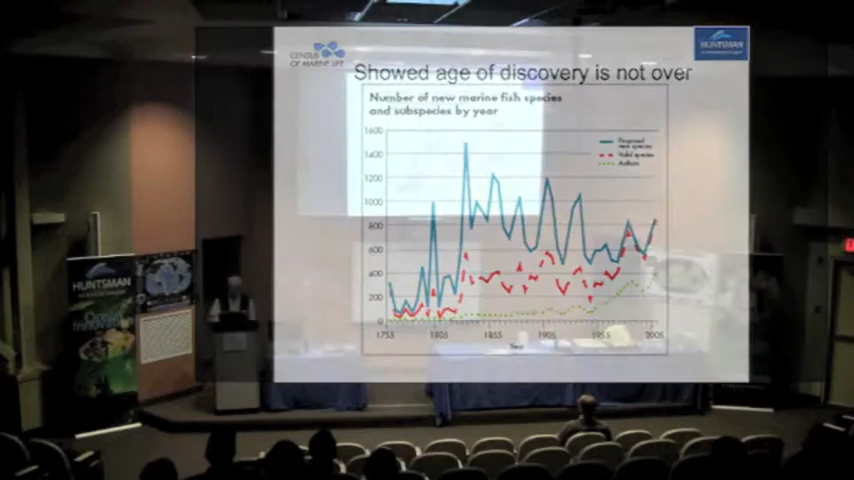 CENSUS
OF MARINE LIFE
HUNTSMAN
Showed age of discovery is not over
Number of new marine fish species
and subspecies by year
1600
1400
1200
1000
800
600
400
200
0
Proposed
new species
Valid species
Authors
1755
1805
1855
1905
1955
2005
Year
HUNTSMAN
Ocean
Innovation